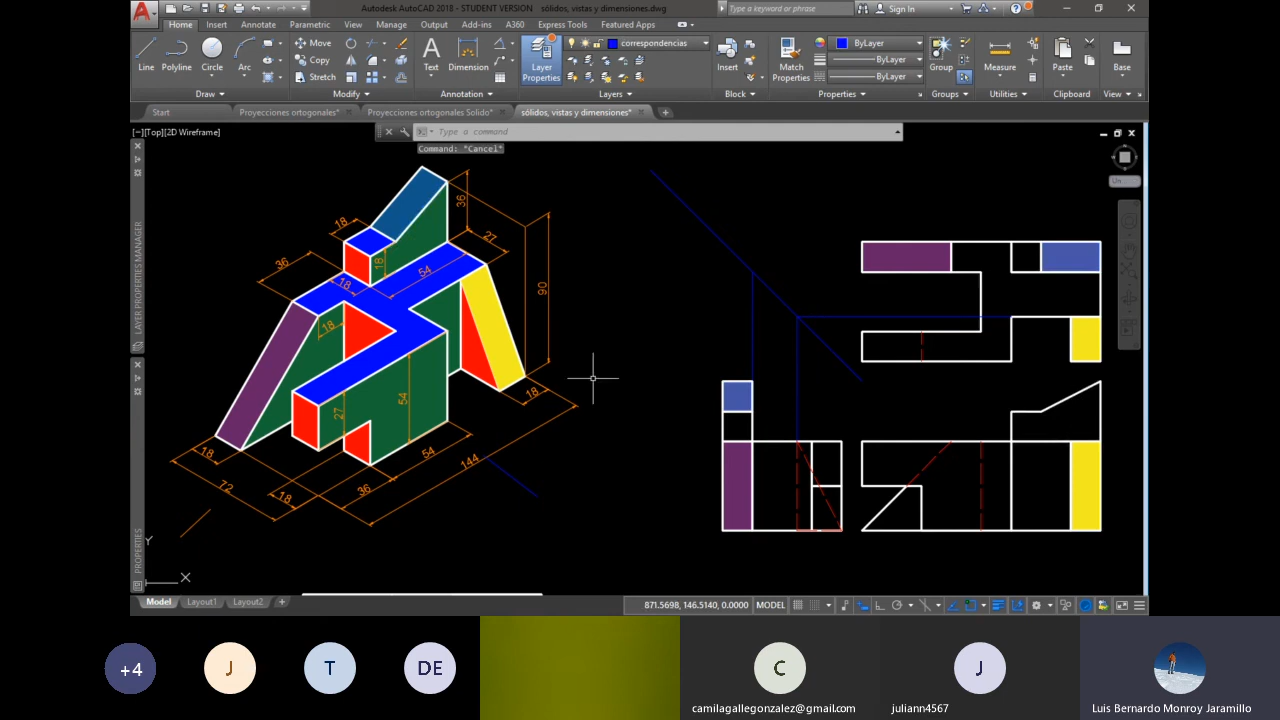 Autodesk AutoCAD 2018 - STUDENT VERSION sólidos, vistas y dimensiones.dwg
Type a keyword or phrase
Sign In
Home Insert Annotate Parametric View Manage Output Add-ins A360 Express Tools Featured Apps
Line Polyline Circle Arc
Move
Copy
Stretch
Text Dimension
Layer Properties
correspondencias
Insert
Match Properties
ByLayer
ByLayer
ByLayer
Group
Measure
Paste
Base
Draw Modify Annotation Layers Block Properties Groups Utilities Clipboard View
Start Proyecciones ortogonales* Proyecciones ortogonales Solido* sólidos, vistas y dimensiones*
[−][Top][2D Wireframe]
Type a command
Command: *Cancel*
LAYER PROPERTIES MANAGER
PROPERTIES
36
18
27
18
36
54
18
90
18
54
27
18
18
54
144
72
18
36
Y
X
Model Layout1 Layout2
871.5698, 146.5140, 0.0000 MODEL
+4
J
T
DE
C
J
camilagallegonzalez@gmail.com
juliann4567
Luis Bernardo Monroy Jaramillo